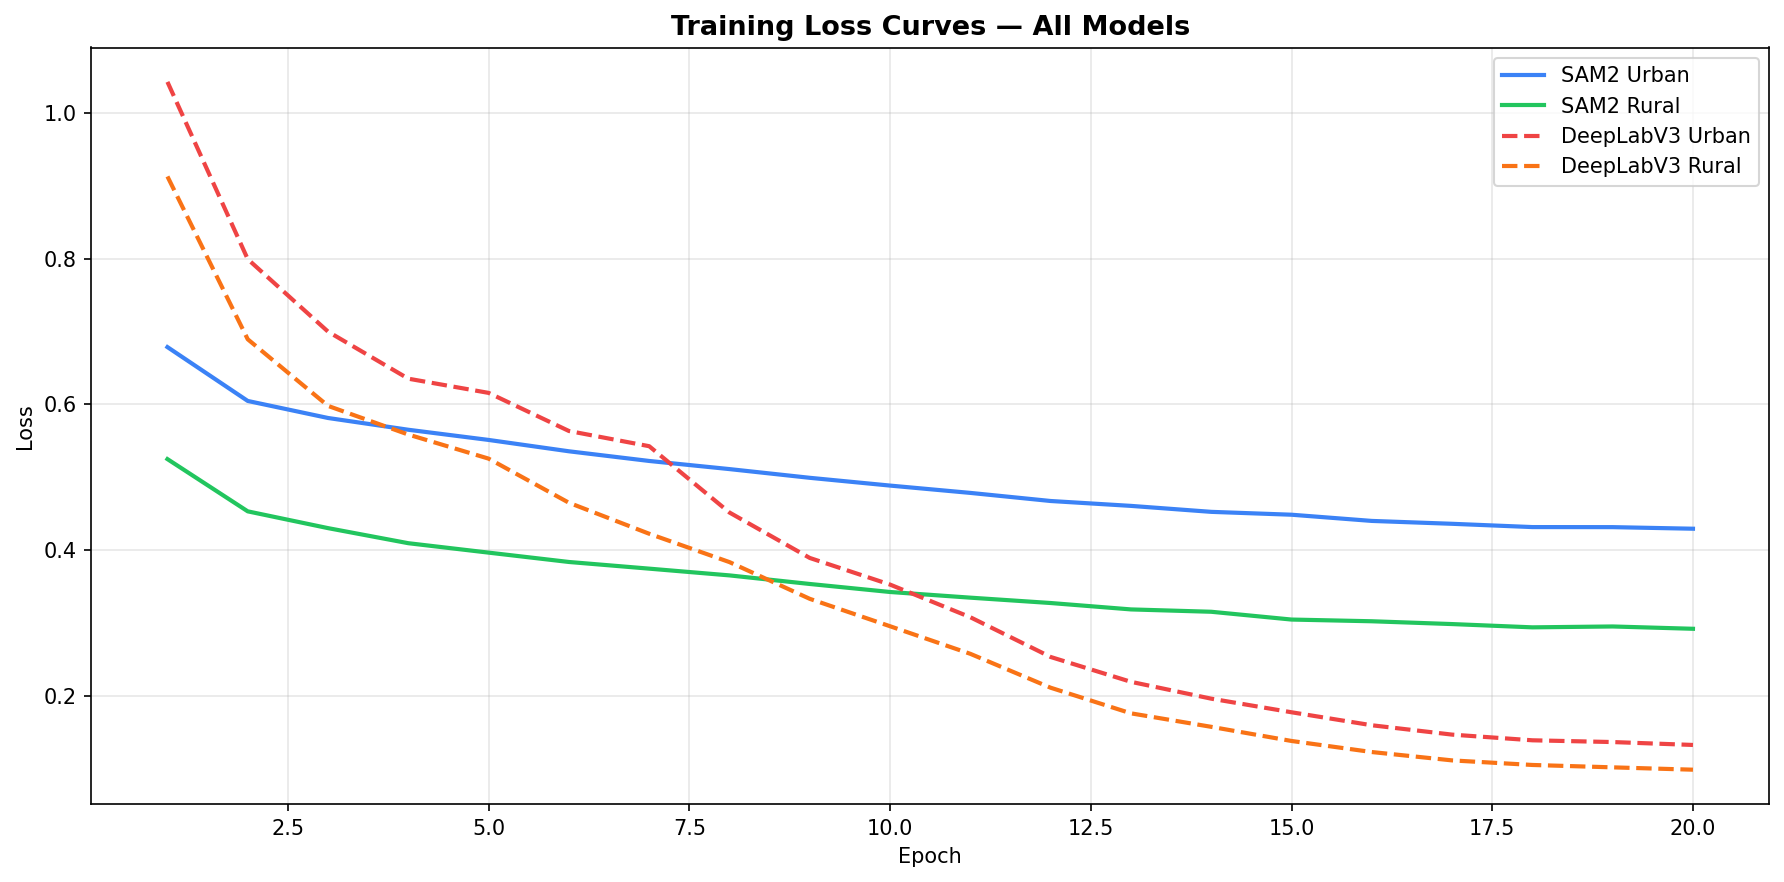 Training Loss Curves — All Models
SAM2 Urban
SAM2 Rural
DeepLabV3 Urban
DeepLabV3 Rural
Loss
1.0
0.8
0.6
0.4
0.2
2.5 5.0 7.5 10.0 12.5 15.0 17.5 20.0
Epoch